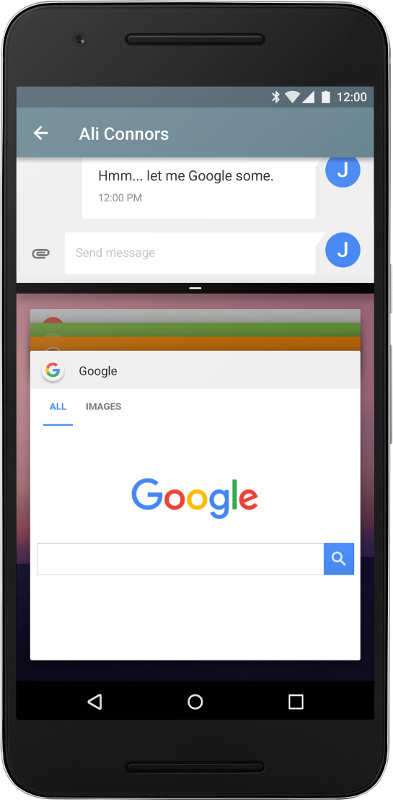 12:00
Ali Connors
Hmm... let me Google some.
J
12:00 PM
Send message
J
G
Google
ALL IMAGES
Google